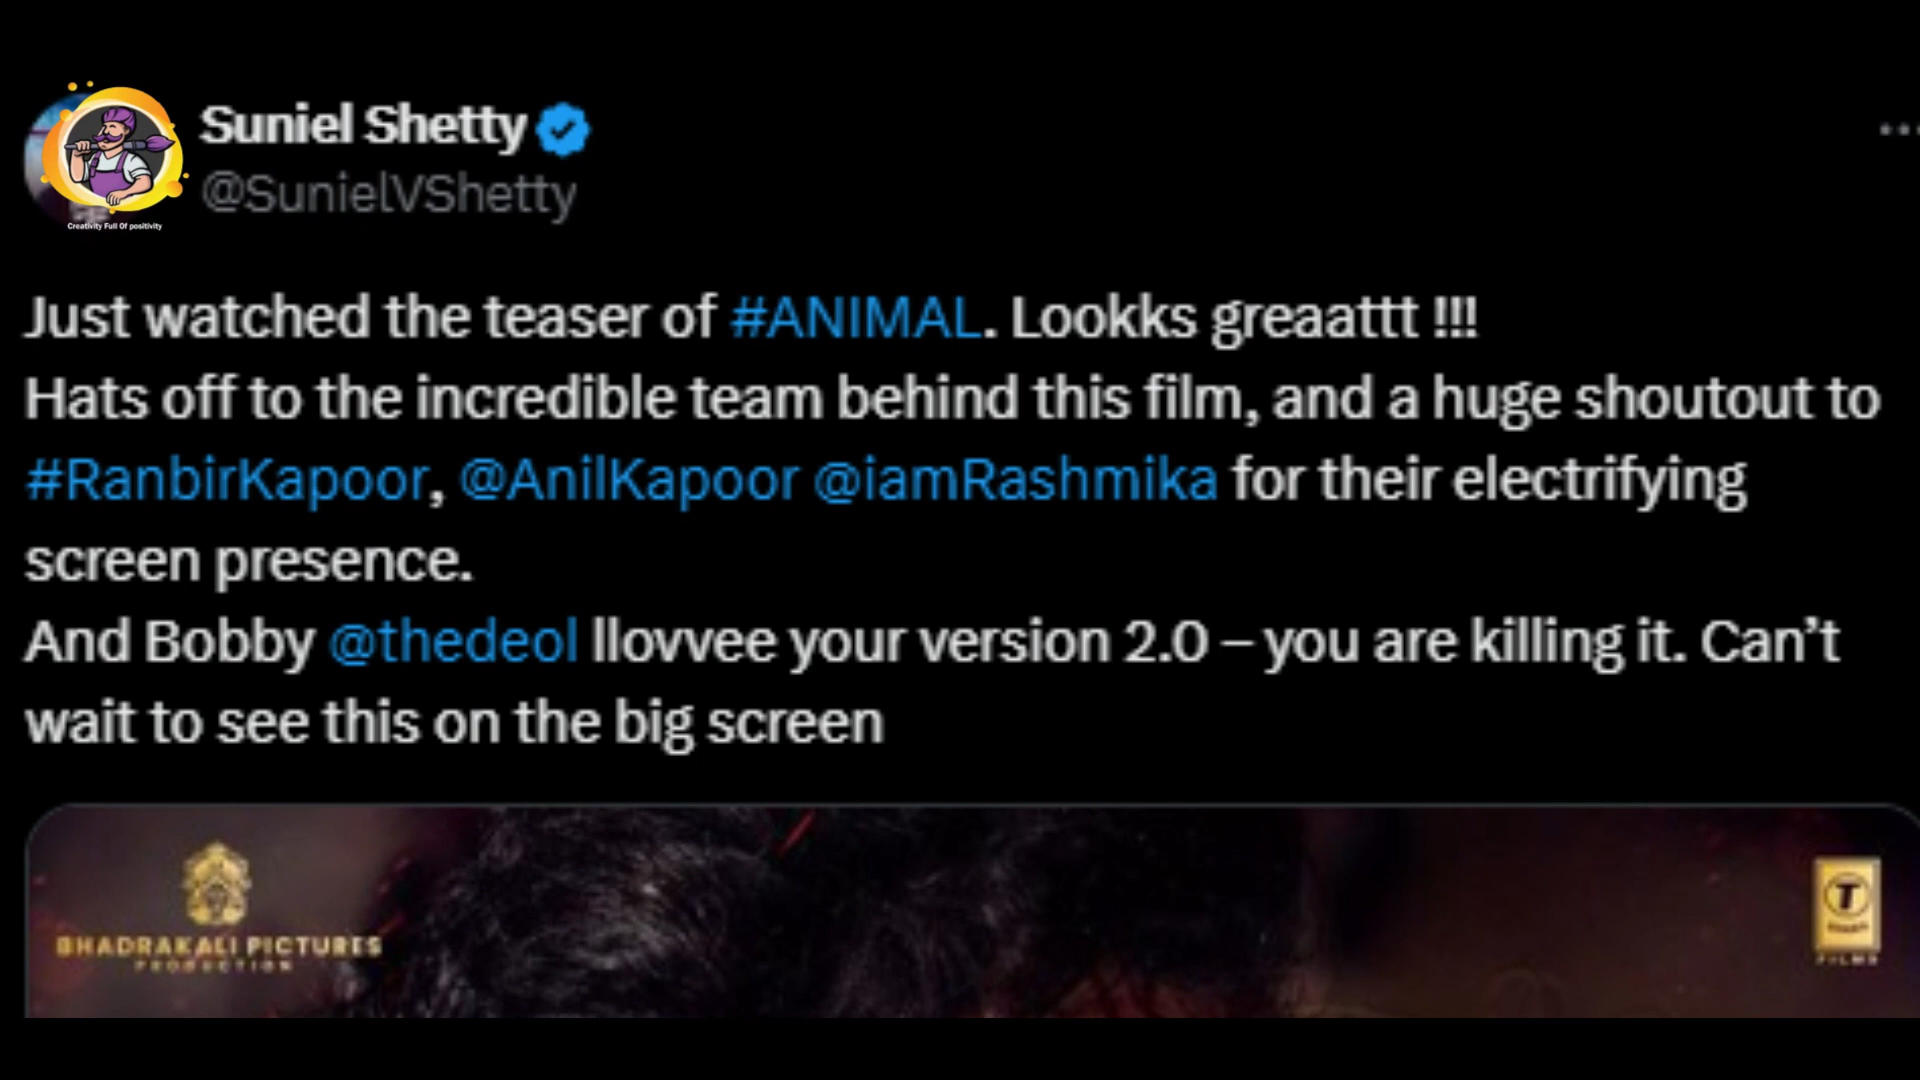 Suniel Shetty
@SunielVShetty
Creativity Full Of positivity
Just watched the teaser of #ANIMAL. Lookks greaattt !!!
Hats off to the incredible team behind this film, and a huge shoutout to
#RanbirKapoor, @AnilKapoor @iamRashmika for their electrifying
screen presence.
And Bobby @thedeol llovvee your version 2.0 – you are killing it. Can’t
wait to see this on the big screen
BHADRAKALI PICTURES
PRODUCTION
T
FILMS